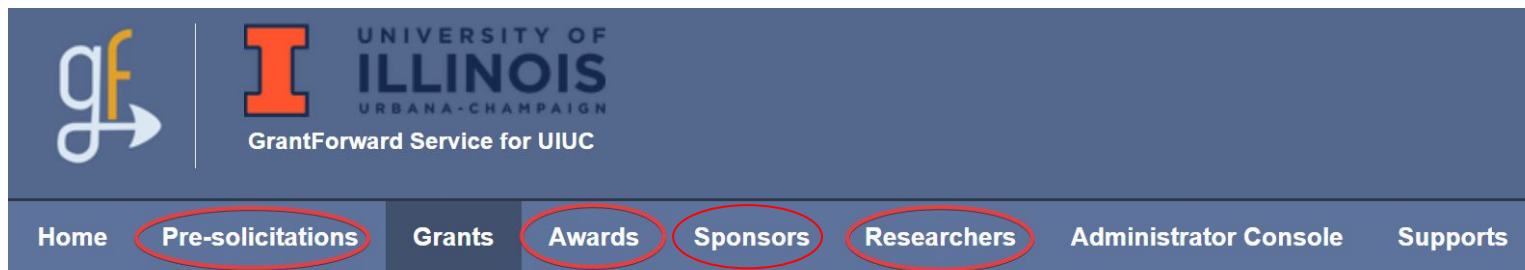 gf
I
UNIVERSITY OF
ILLINOIS
URBANA-CHAMPAIGN
GrantForward Service for UIUC
Home Pre-solicitations Grants Awards Sponsors Researchers Administrator Console Supports